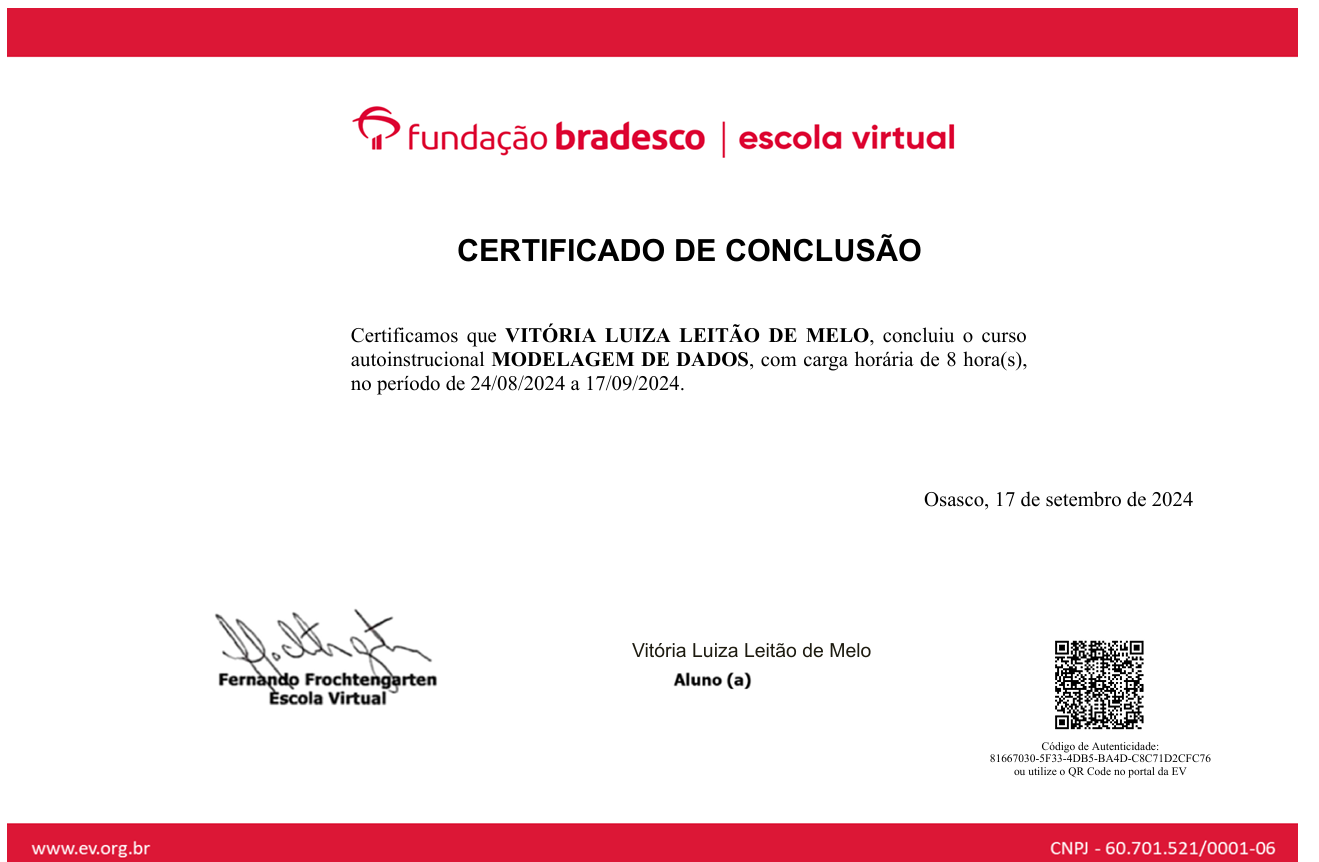 fundação bradesco | escola virtual
CERTIFICADO DE CONCLUSÃO
Certificamos que VITÓRIA LUIZA LEITÃO DE MELO, concluiu o curso
autoinstrucional MODELAGEM DE DADOS, com carga horária de 8 hora(s),
no período de 24/08/2024 a 17/09/2024.
Osasco, 17 de setembro de 2024
Fernando Frochtengarten
Escola Virtual
Vitória Luiza Leitão de Melo
Aluno (a)
Código de Autenticidade:
81667030-5F33-4DB5-BA4D-C8C71D2CFC76
ou utilize o QR Code no portal da EV
www.ev.org.br
CNPJ - 60.701.521/0001-06